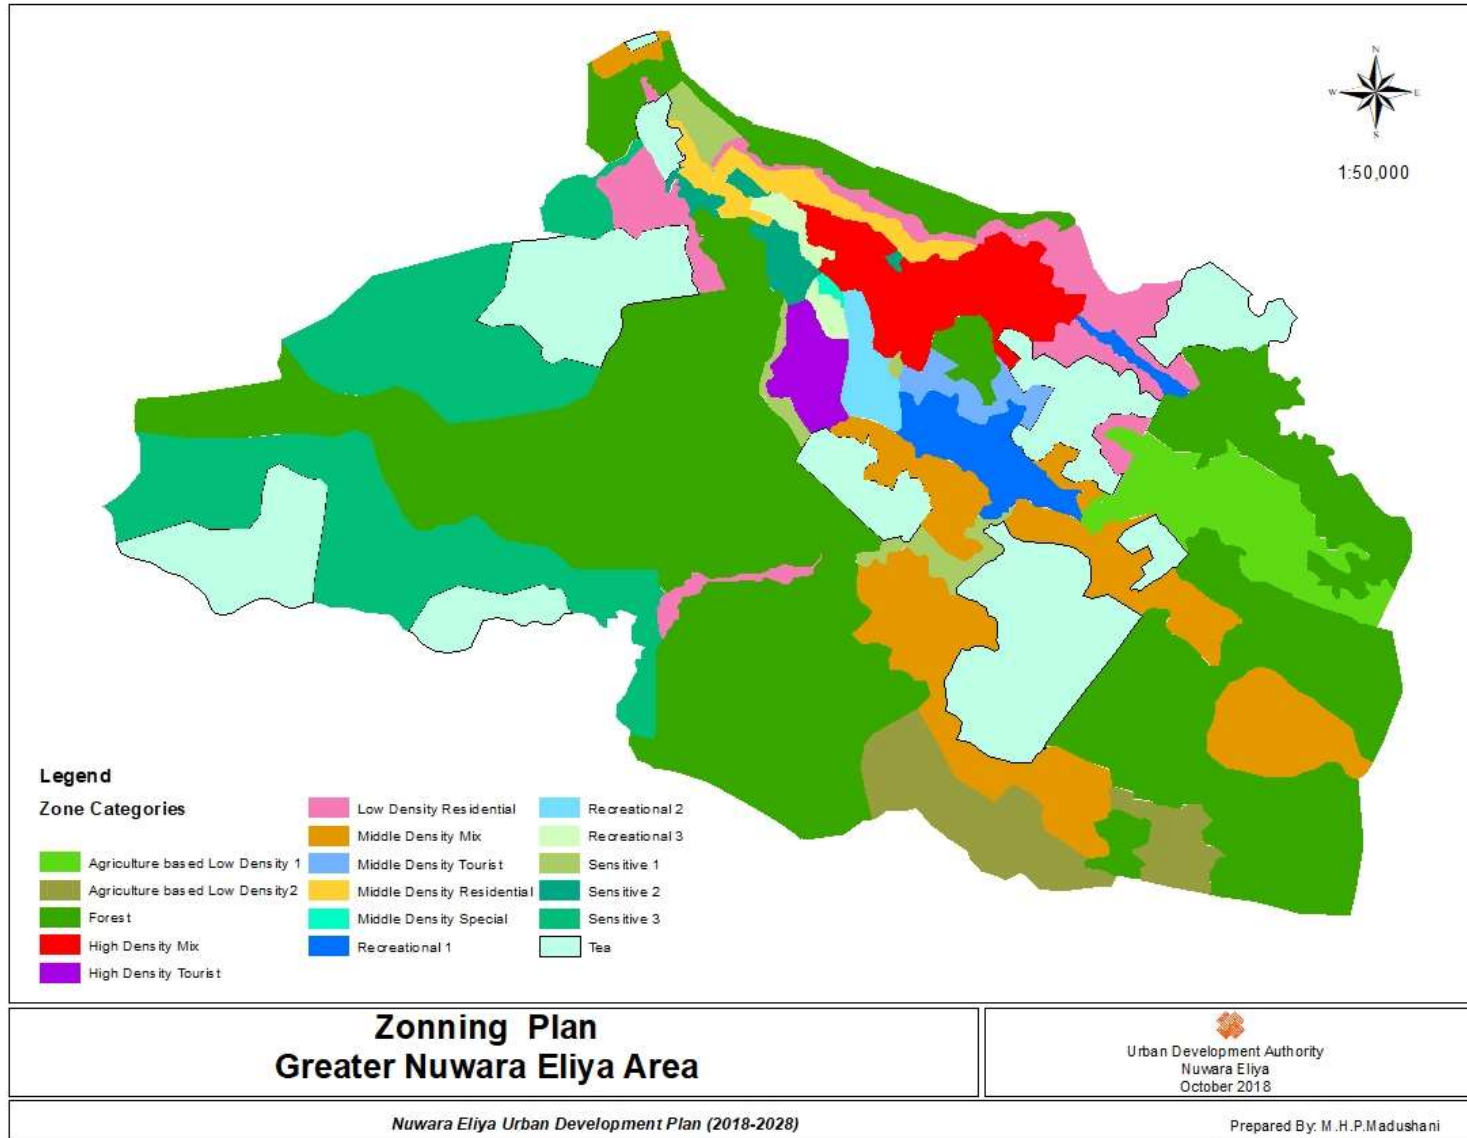 N
W E
S
1:50,000
Legend
Zone Categories
Agriculture based Low Density 1
Agriculture based Low Density2
Forest
High Density Mix
High Density Tourist
Low Density Residential
Middle Density Mix
Middle Density Tourist
Middle Density Residential
Middle Density Special
Recreational 1
Recreational 2
Recreational 3
Sensitive 1
Sensitive 2
Sensitive 3
Tea
Zonning Plan
Greater Nuwara Eliya Area
Urban Development Authority
Nuwara Eliya
October 2018
Nuwara Eliya Urban Development Plan (2018-2028)
Prepared By: M.H.P.Madushani